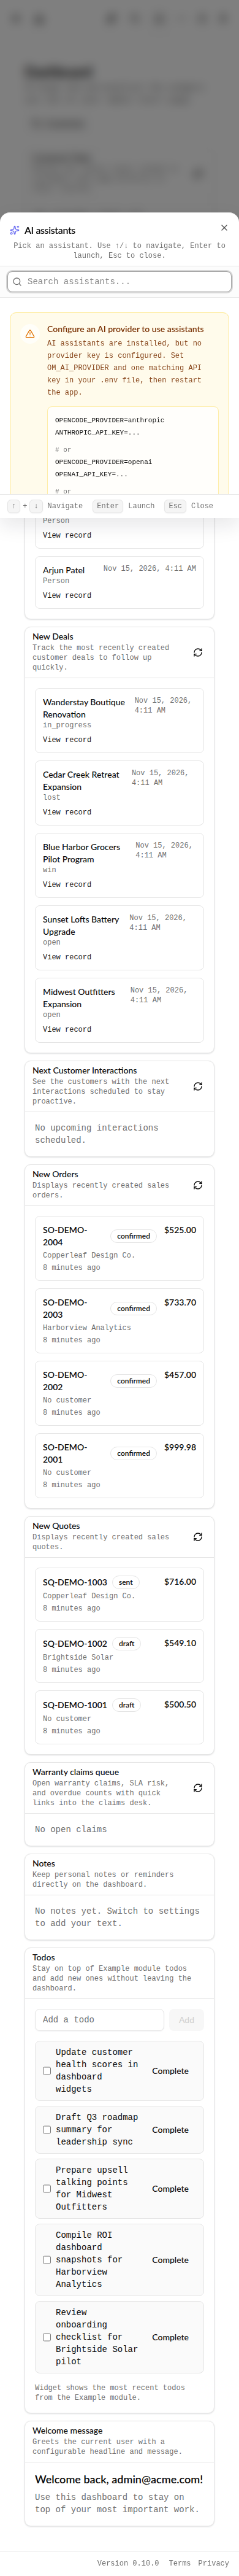 AI assistants
Pick an assistant. Use ↑/↓ to navigate, Enter to
launch, Esc to close.
Search assistants...
Configure an AI provider to use assistants
AI assistants are installed, but no
provider key is configured. Set
OM_AI_PROVIDER and one matching API
key in your .env file, then restart
the app.
OPENCODE_PROVIDER=anthropic
ANTHROPIC_API_KEY=...
# or
OPENCODE_PROVIDER=openai
OPENAI_API_KEY=...
# or
↑ + ↓ Navigate Enter Launch Esc Close
Person
View record
Arjun Patel Nov 15, 2026, 4:11 AM
Person
View record
New Deals
Track the most recently created
customer deals to follow up
quickly.
Wanderstay Boutique Nov 15, 2026,
Renovation 4:11 AM
in_progress
View record
Cedar Creek Retreat Nov 15, 2026,
Expansion 4:11 AM
lost
View record
Blue Harbor Grocers Nov 15, 2026,
Pilot Program 4:11 AM
win
View record
Sunset Lofts Battery Nov 15, 2026,
Upgrade 4:11 AM
open
View record
Midwest Outfitters Nov 15, 2026,
Expansion 4:11 AM
open
View record
Next Customer Interactions
See the customers with the next
interactions scheduled to stay
proactive.
No upcoming interactions
scheduled.
New Orders
Displays recently created sales
orders.
SO-DEMO-
2004 confirmed $525.00
Copperleaf Design Co.
8 minutes ago
SO-DEMO-
2003 confirmed $733.70
Harborview Analytics
8 minutes ago
SO-DEMO-
2002 confirmed $457.00
No customer
8 minutes ago
SO-DEMO-
2001 confirmed $999.98
No customer
8 minutes ago
New Quotes
Displays recently created sales
quotes.
SQ-DEMO-1003 sent $716.00
Copperleaf Design Co.
8 minutes ago
SQ-DEMO-1002 draft $549.10
Brightside Solar
8 minutes ago
SQ-DEMO-1001 draft $500.50
No customer
8 minutes ago
Warranty claims queue
Open warranty claims, SLA risk,
and overdue counts with quick
links into the claims desk.
No open claims
Notes
Keep personal notes or reminders
directly on the dashboard.
No notes yet. Switch to settings
to add your text.
Todos
Stay on top of Example module todos
and add new ones without leaving the
dashboard.
Add a todo Add
Update customer
health scores in
dashboard
widgets
Complete
Draft Q3 roadmap
summary for
leadership sync
Complete
Prepare upsell
talking points
for Midwest
Outfitters
Complete
Compile ROI
dashboard
snapshots for
Harborview
Analytics
Complete
Review
onboarding
checklist for
Brightside Solar
pilot
Complete
Widget shows the most recent todos
from the Example module.
Welcome message
Greets the current user with a
configurable headline and message.
Welcome back, admin@acme.com!
Use this dashboard to stay on
top of your most important work.
Version 0.10.0 Terms Privacy